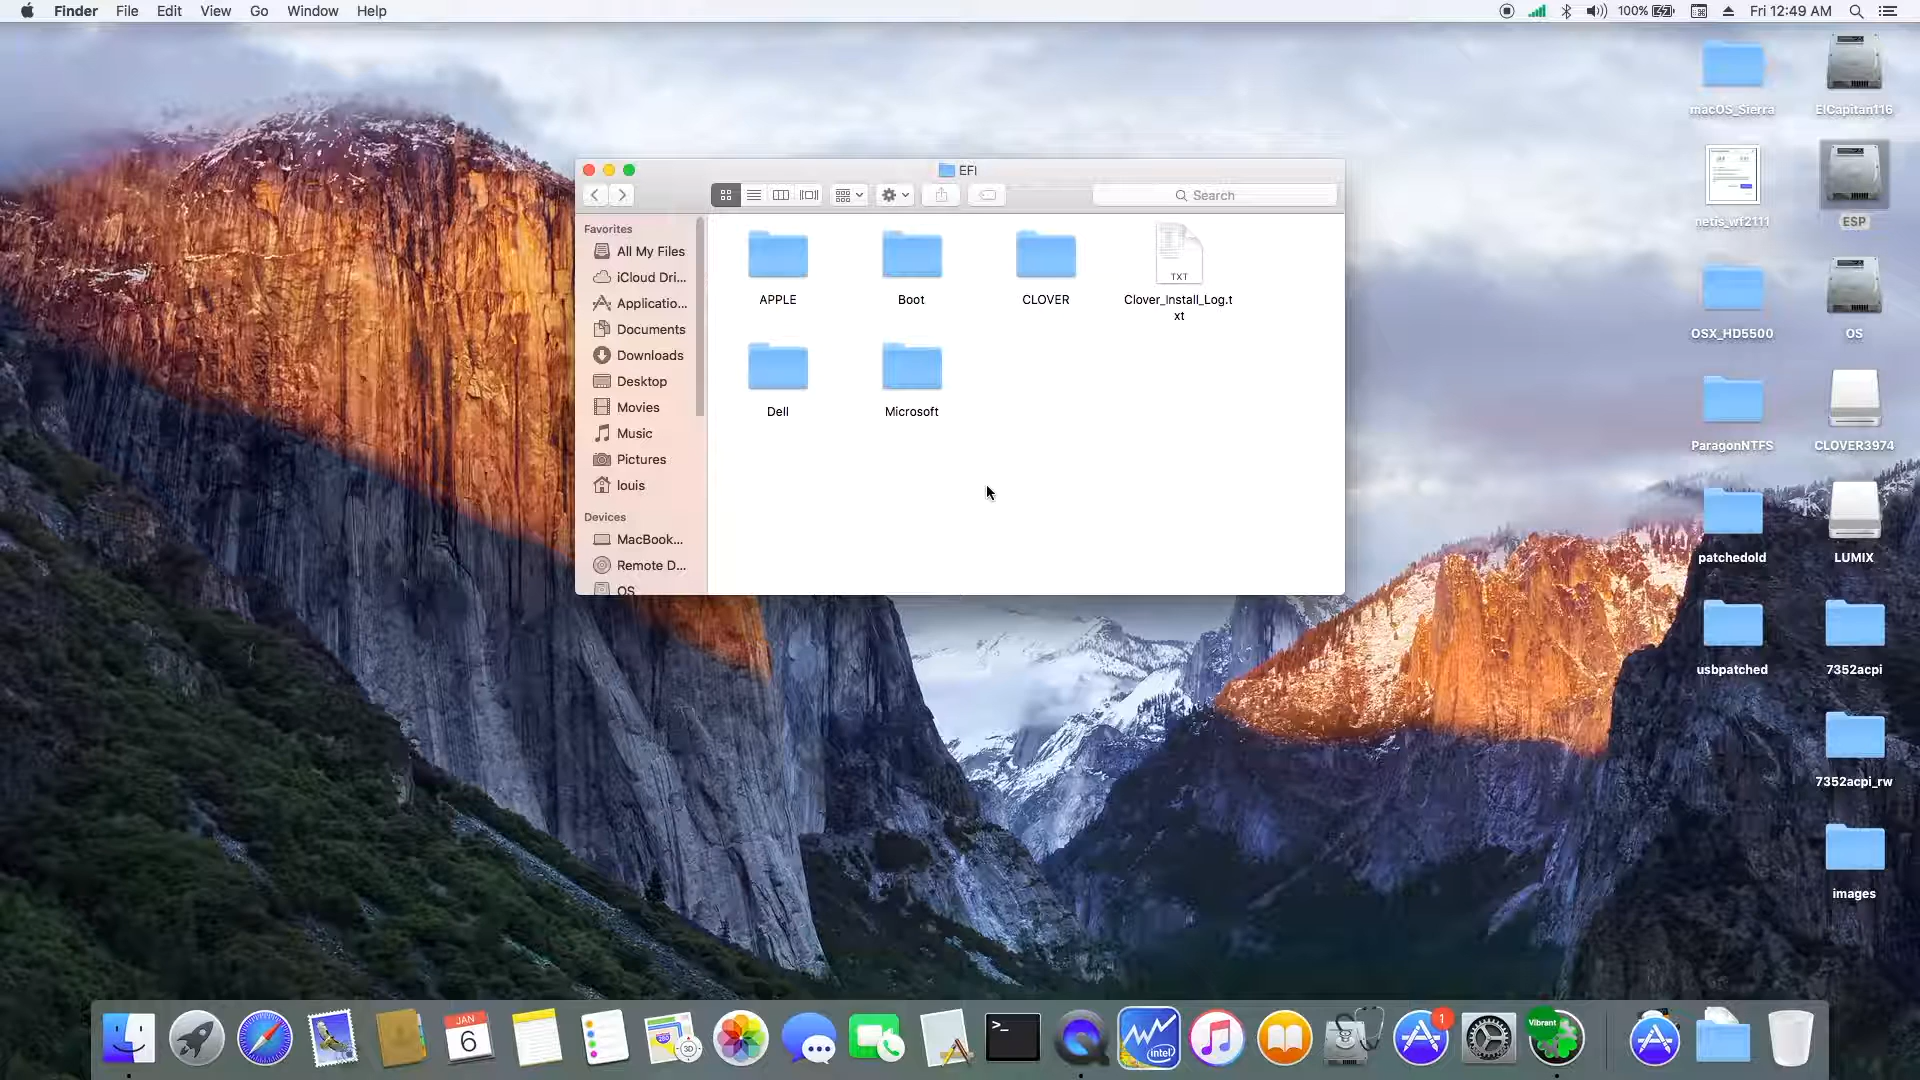 Finder File Edit View Go Window Help
100% Fri 12:49 AM
EFI
Search
Favorites
All My Files
iCloud Dri...
Applicatio...
Documents
Downloads
Desktop
Movies
Music
Pictures
louis
Devices
MacBook...
Remote D...
OS
APPLE
Boot
CLOVER
TXT
Clover_Install_Log.t
xt
Dell
Microsoft
macOS_Sierra
ElCapitan116
netis_wf2111
ESP
OSX_HD5500
OS
ParagonNTFS
CLOVER3974
patchedold
LUMIX
usbpatched
7352acpi
7352acpi_rw
images
JAN
6
280
3D
>_
intel
1
Vibrant